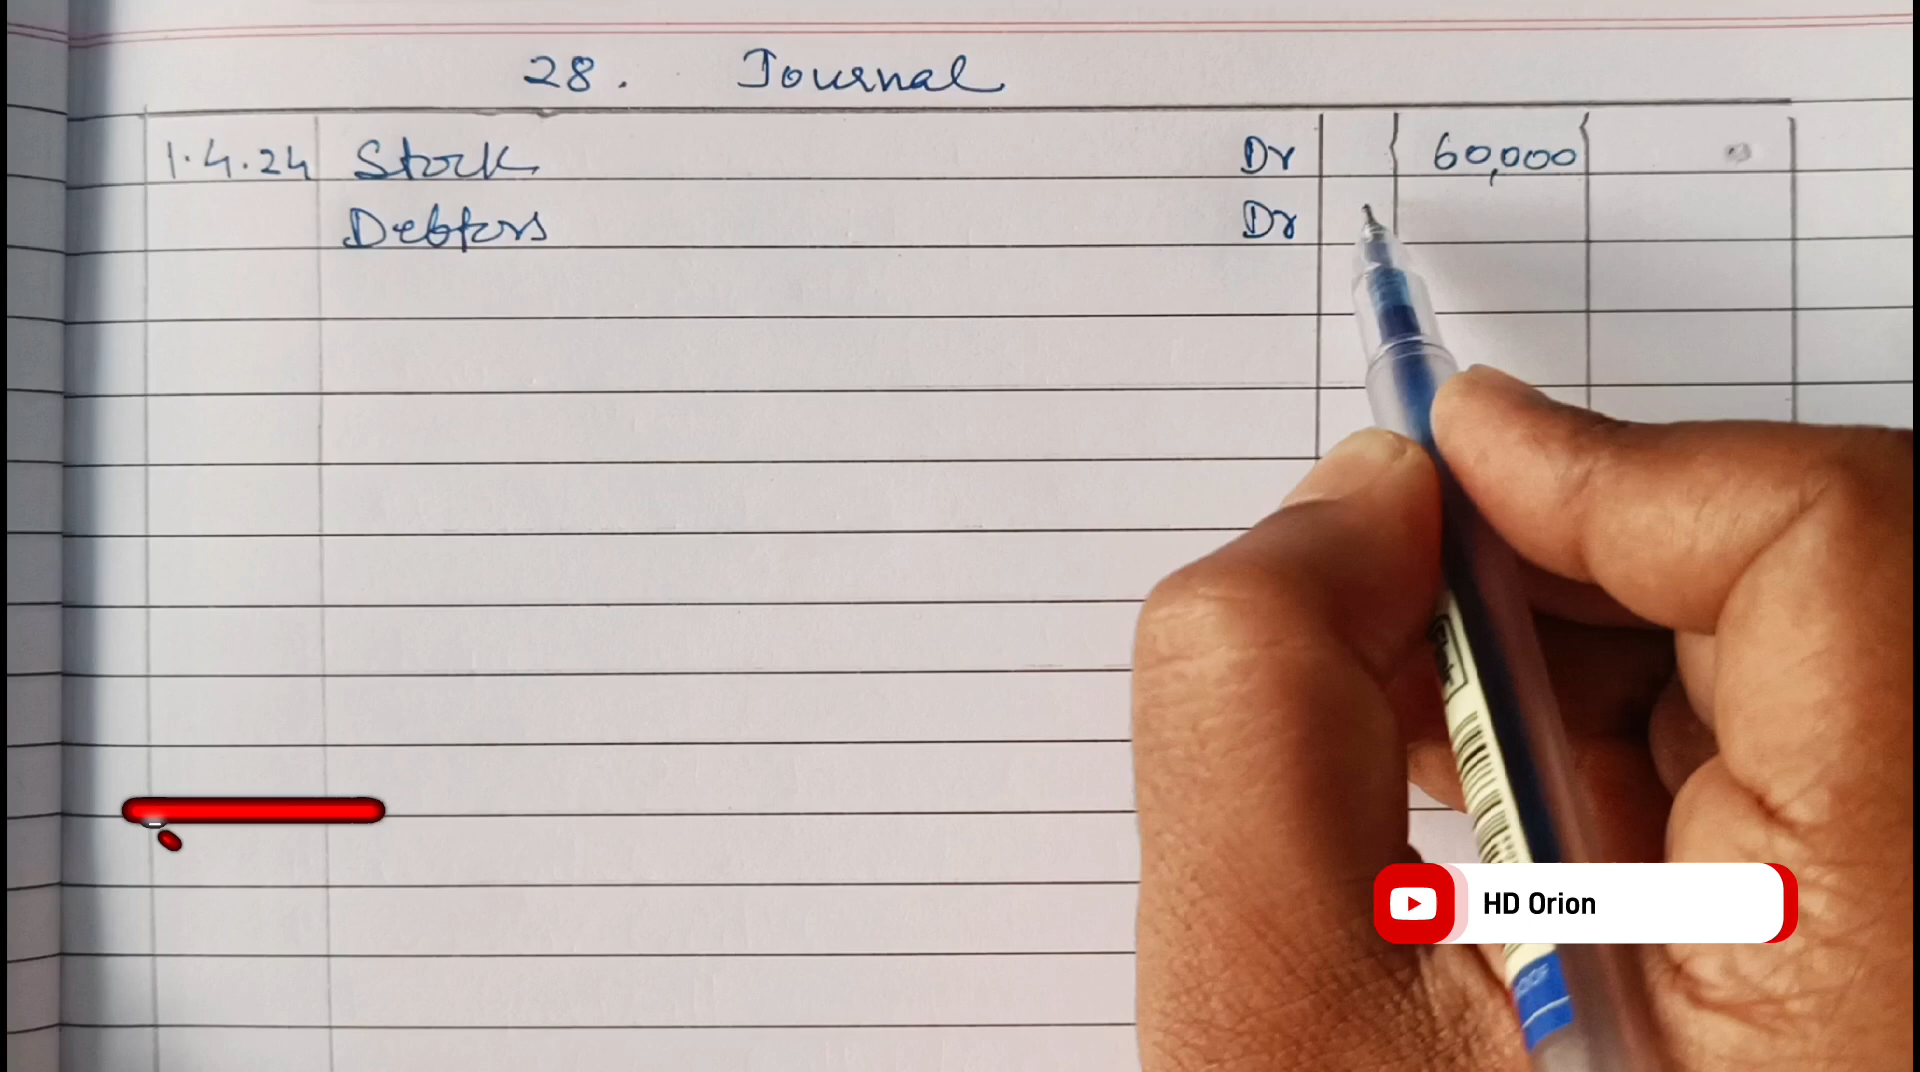 28. Journal
1.4.24 Stock Dr 60,000
Debtors Dr
HD Orion